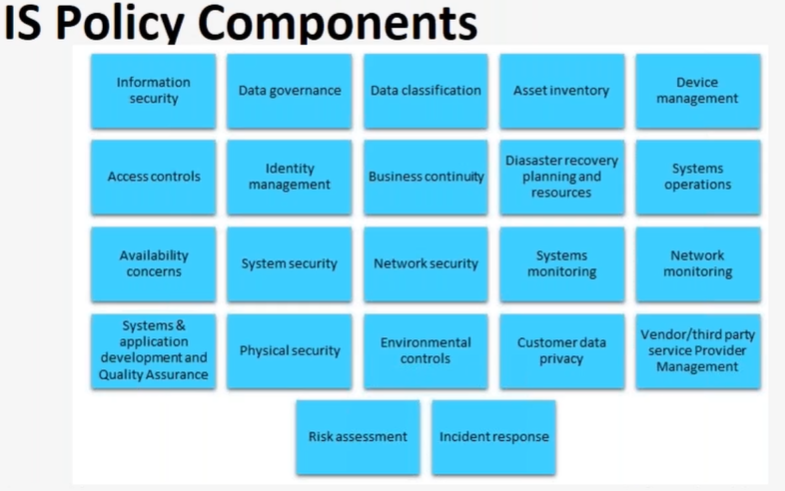 IS Policy Components
Information
security
Data governance
Data classification
Asset inventory
Device
management
Access controls
Identity
management
Business continuity
Diasaster recovery
planning and
resources
Systems
operations
Availability
concerns
System security
Network security
Systems
monitoring
Network
monitoring
Systems &
application
development and
Quality Assurance
Physical security
Environmental
controls
Customer data
privacy
Vendor/third party
service Provider
Management
Risk assessment
Incident response